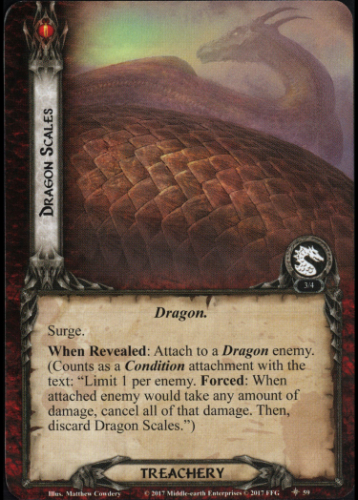 DRAGON SCALES
3/4
Dragon.
Surge.
When Revealed: Attach to a Dragon enemy.
(Counts as a Condition attachment with the
text: “Limit 1 per enemy. Forced: When
attached enemy would take any amount of
damage, cancel all of that damage. Then,
discard Dragon Scales.”)
TREACHERY
Illus. Matthew Cowdery © 2017 Middle-earth Enterprises © 2017 FFG 59